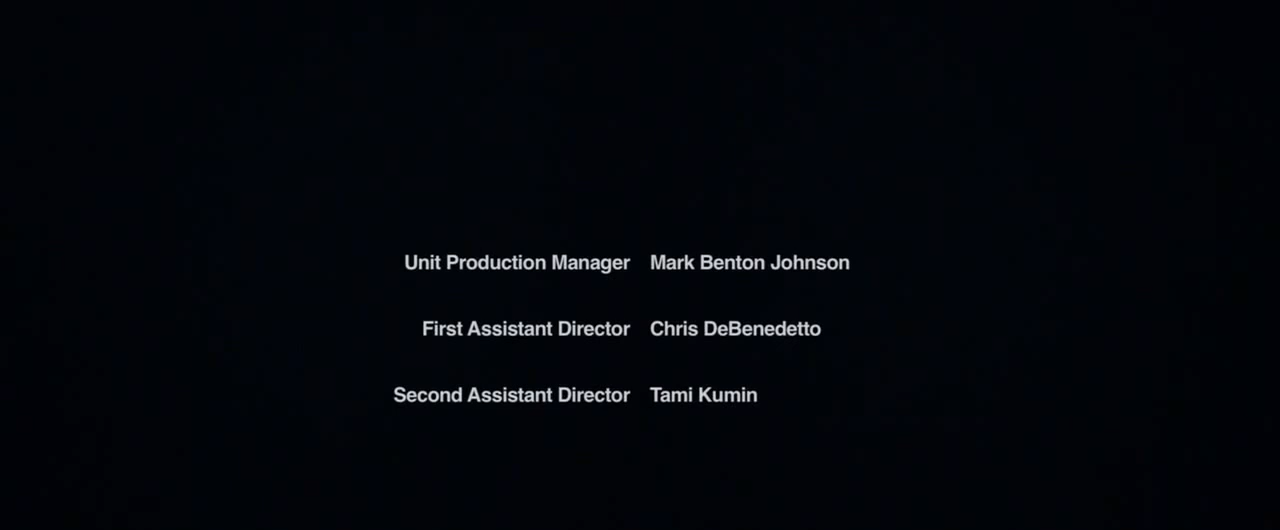 Unit Production Manager Mark Benton Johnson
First Assistant Director Chris DeBenedetto
Second Assistant Director Tami Kumin